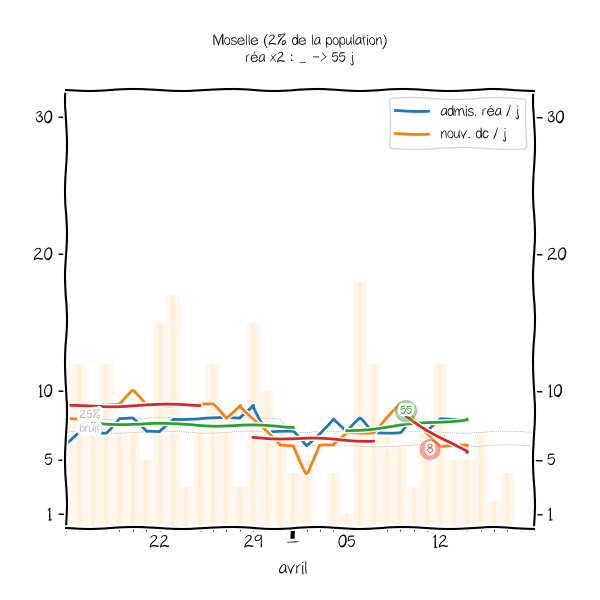 Moselle (2% de la population)
réa x2 : _ -> 55 j
admis. réa / j
nouv. dc / j
30
30
20
20
10
10
55
25%
bruit
8
5
5
1
1
22
29
05
12
avril